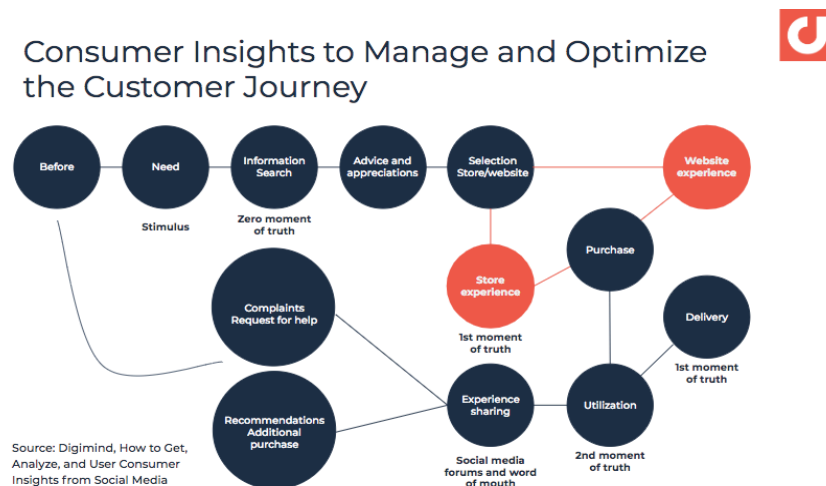 Consumer Insights to Manage and Optimize
the Customer Journey
Before
Need
Information
Search
Advice and
appreciations
Selection
Store/website
Website
experience
Stimulus
Zero moment
of truth
Purchase
Store
experience
Complaints
Request for help
Delivery
1st moment
of truth
1st moment
of truth
Experience
sharing
Utilization
Recommendations
Additional
purchase
Source: Digimind, How to Get,
Analyze, and User Consumer
Insights from Social Media
Social media
forums and word
of mouth
2nd moment
of truth